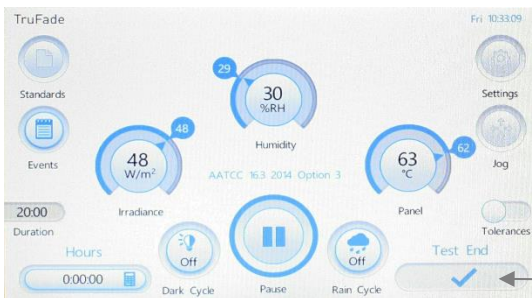 TruFade
Fri 10:33:09
Standards
Events
20:00
Duration
Hours
0:00:00
29
30
%RH
Humidity
48
48
W/m²
Irradiance
AATCC 16.3 2014 Option 3
62
63
°C
Panel
Off
Dark Cycle
Pause
Off
Rain Cycle
Settings
Jog
Tolerances
Test End